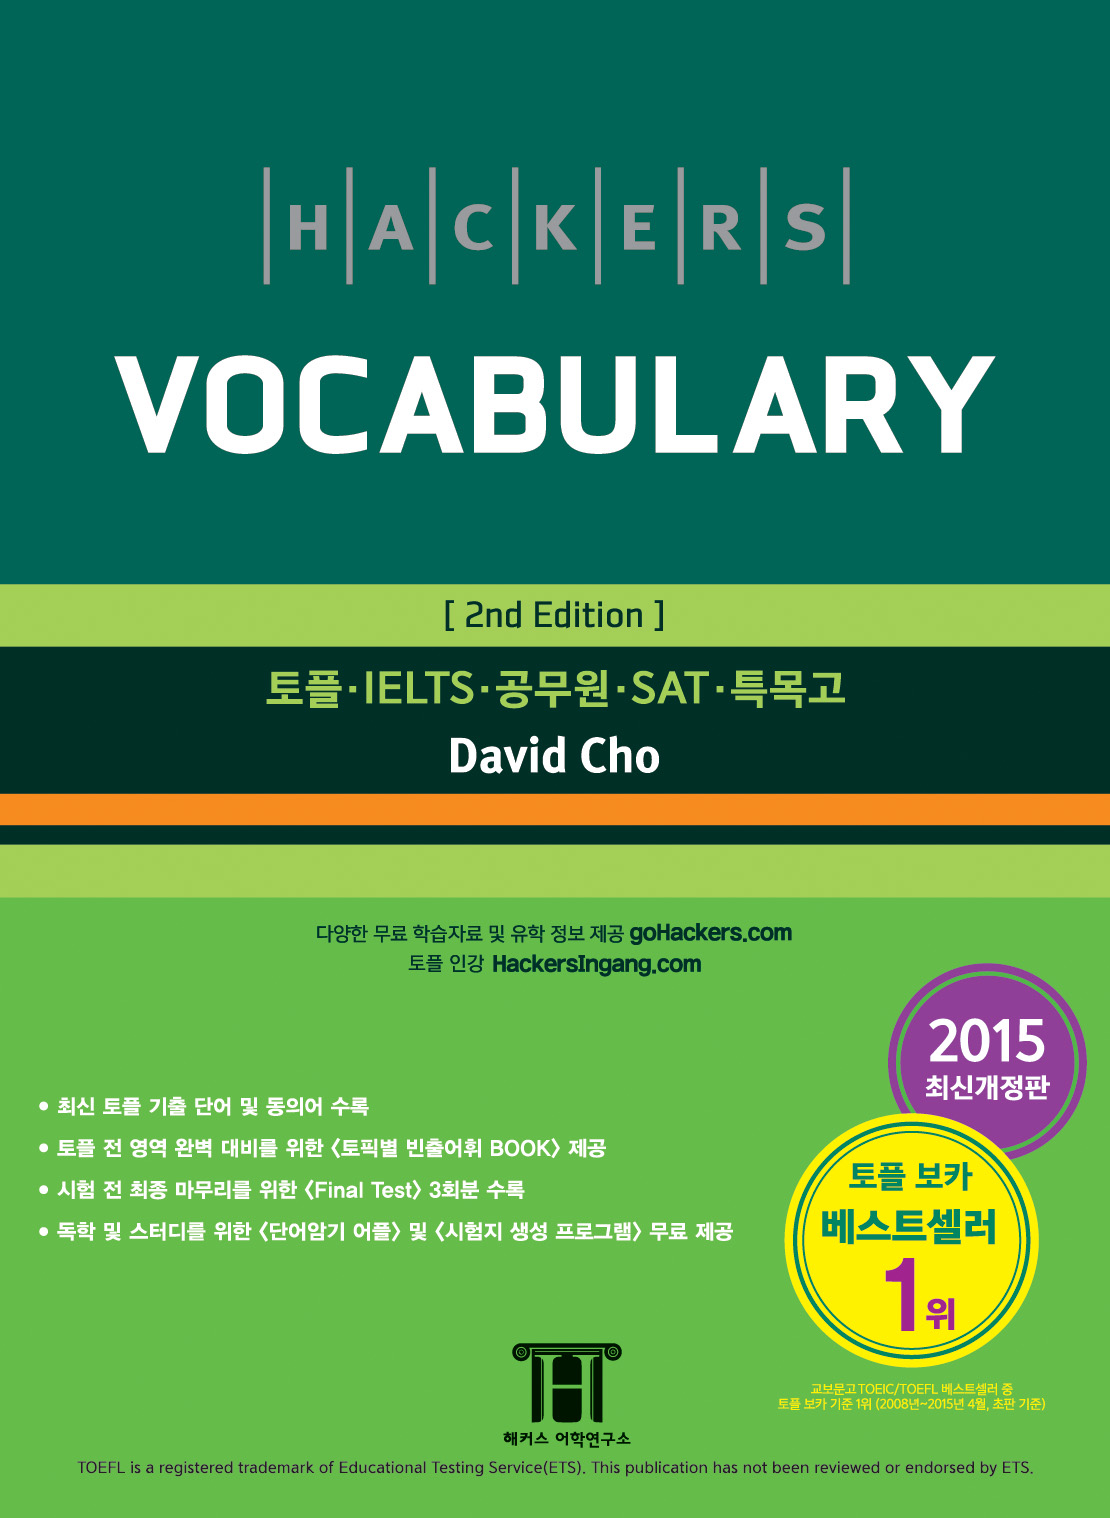 HACKERS
VOCABULARY
[ 2nd Edition ]
토플·IELTS·공무원·SAT·특목고
David Cho
다양한 무료 학습자료 및 유학 정보 제공 goHackers.com
토플 인강 HackersIngang.com
2015
최신개정판
• 최신 토플 기출 단어 및 동의어 수록
• 토플 전 영역 완벽 대비를 위한 〈토픽별 빈출어휘 BOOK〉 제공
• 시험 전 최종 마무리를 위한 〈Final Test〉 3회분 수록
• 독학 및 스터디를 위한 〈단어암기 어플〉 및 〈시험지 생성 프로그램〉 무료 제공
토플 보카
베스트셀러
1위
교보문고 TOEIC/TOEFL 베스트셀러 중
토플 보카 기준 1위 (2008년~2015년 4월, 초판 기준)
해커스 어학연구소
TOEFL is a registered trademark of Educational Testing Service(ETS). This publication has not been reviewed or endorsed by ETS.